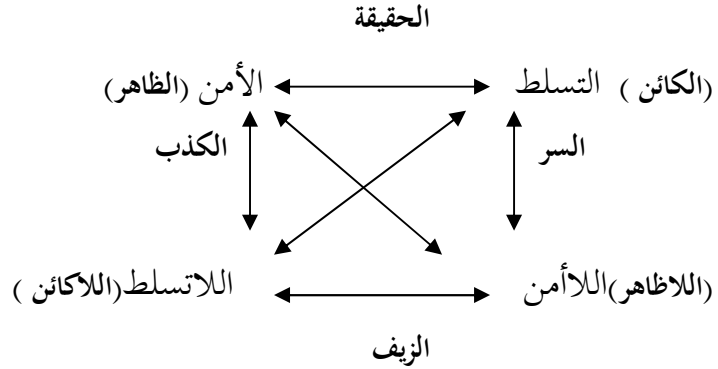 الحقيقة
(الكائن ) التسلط الأمن (الظاهر)
السر الكذب
(اللاظاهر)اللاأمن اللاتسلط(اللاكائن )
الزيف